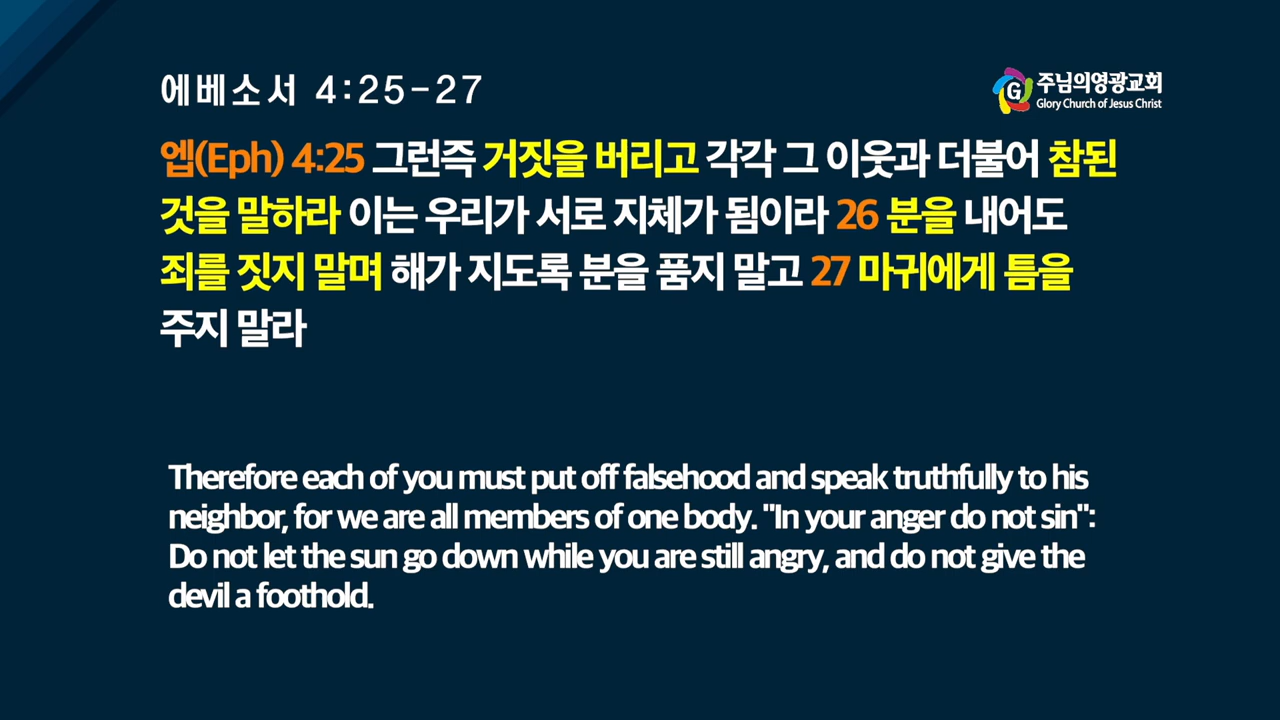 에베소서 4:25-27
G
주님의영광교회
Glory Church of Jesus Christ
엡(Eph) 4:25 그런즉 거짓을 버리고 각각 그 이웃과 더불어 참된
것을 말하라 이는 우리가 서로 지체가 됨이라 26 분을 내어도
죄를 짓지 말며 해가 지도록 분을 품지 말고 27 마귀에게 틈을
주지 말라
Therefore each of you must put off falsehood and speak truthfully to his
neighbor, for we are all members of one body. "In your anger do not sin":
Do not let the sun go down while you are still angry, and do not give the
devil a foothold.